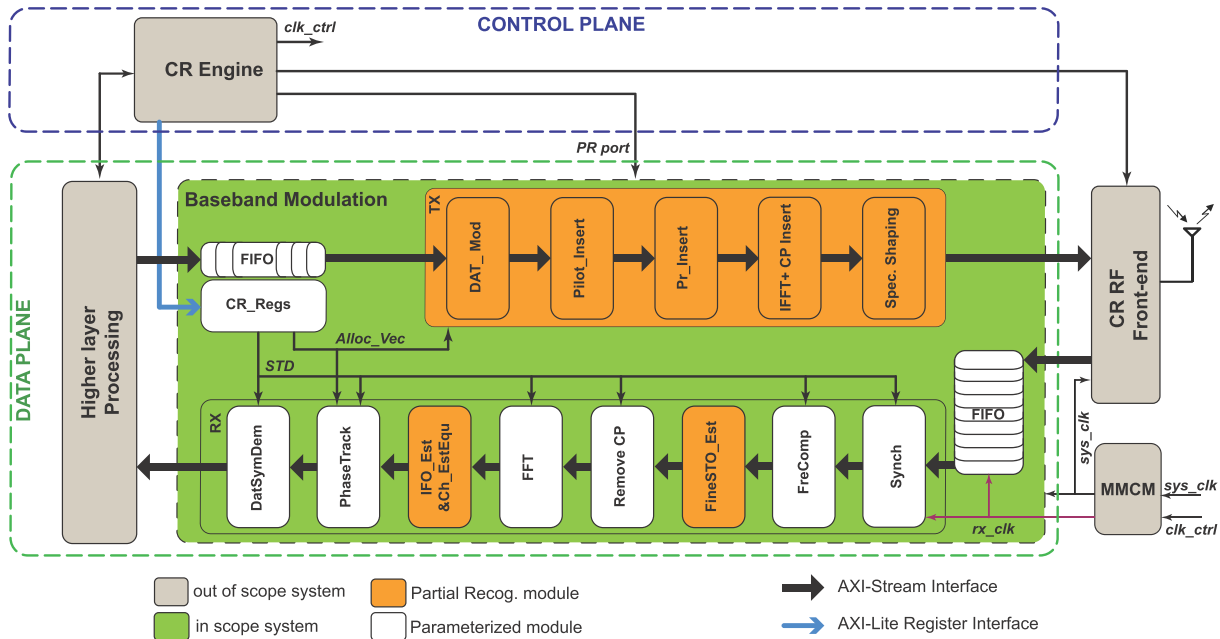 CONTROL PLANE
clk_ctrl
CR Engine
PR port
DATA PLANE
Higher layer
Processing
Baseband Modulation
FIFO
CR_Regs
TX
DAT_ Mod
Pilot_Insert
Pr_Insert
IFFT+ CP Insert
Spec. Shaping
CR RF
Front-end
Alloc_Vec
STD
RX
DatSymDem
PhaseTrack
IFO_Est
&Ch_EstEqu
FFT
Remove CP
FineSTO_Est
FreComp
Synch
FIFO
sys_clk
MMCM
sys_clk
clk_ctrl
rx_clk
out of scope system
in scope system
Partial Recog. module
Parameterized module
AXI-Stream Interface
AXI-Lite Register Interface